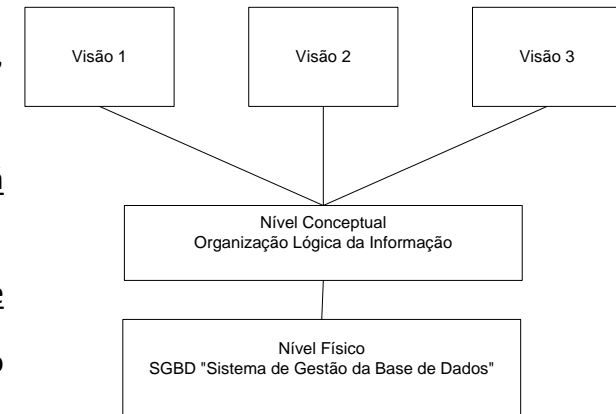 Visão 1
Visão 2
Visão 3
Nível Conceptual
Organização Lógica da Informação
Nível Físico
SGBD "Sistema de Gestão da Base de Dados"